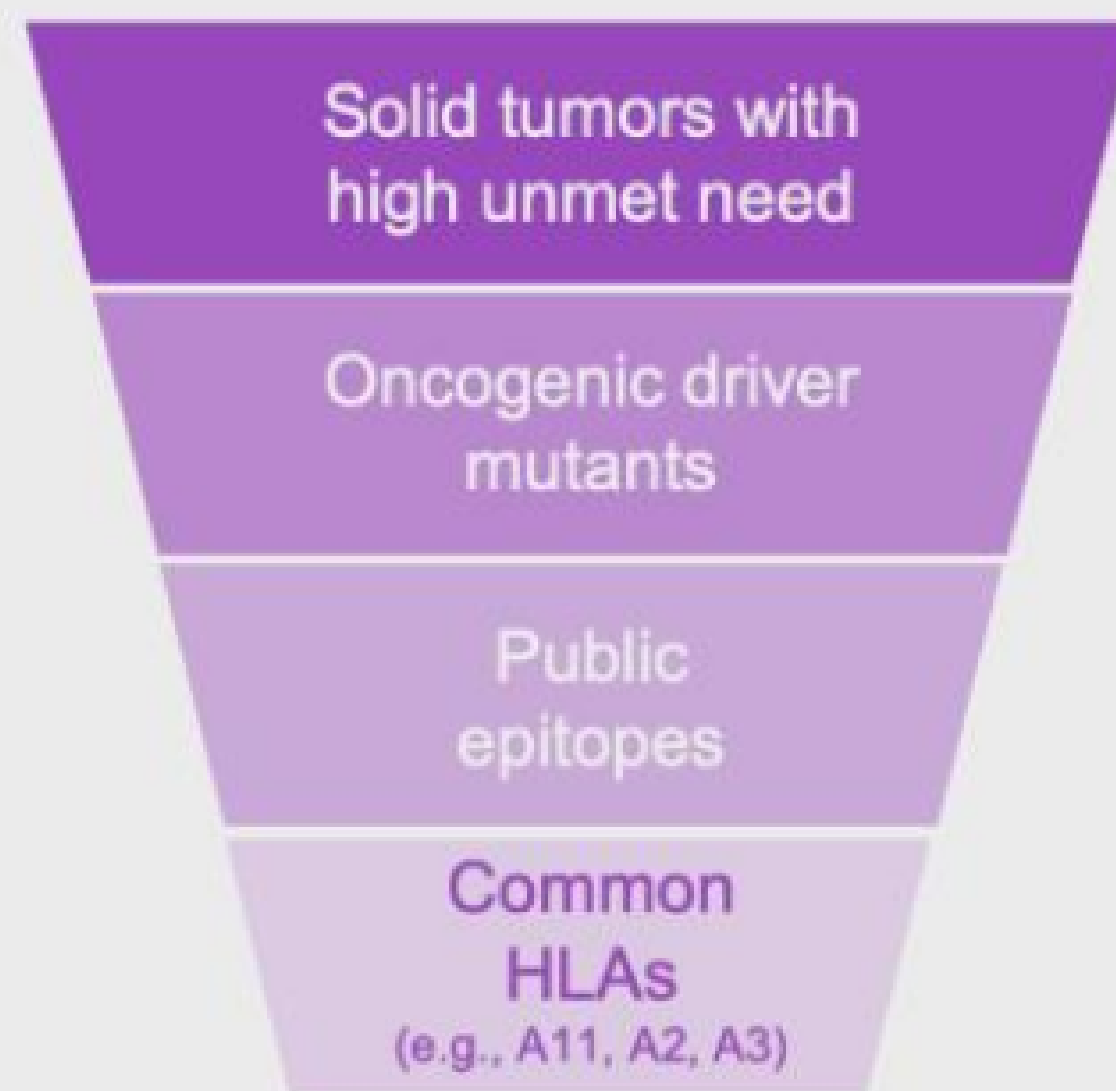 Solid tumors with
high unmet need
Oncogenic driver
mutants
Public
epitopes
Common
HLAs
(e.g., A11, A2, A3)